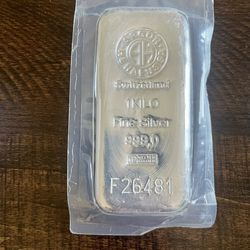 Switzerland
1 KILO
Fine Silver
999,0
F26481